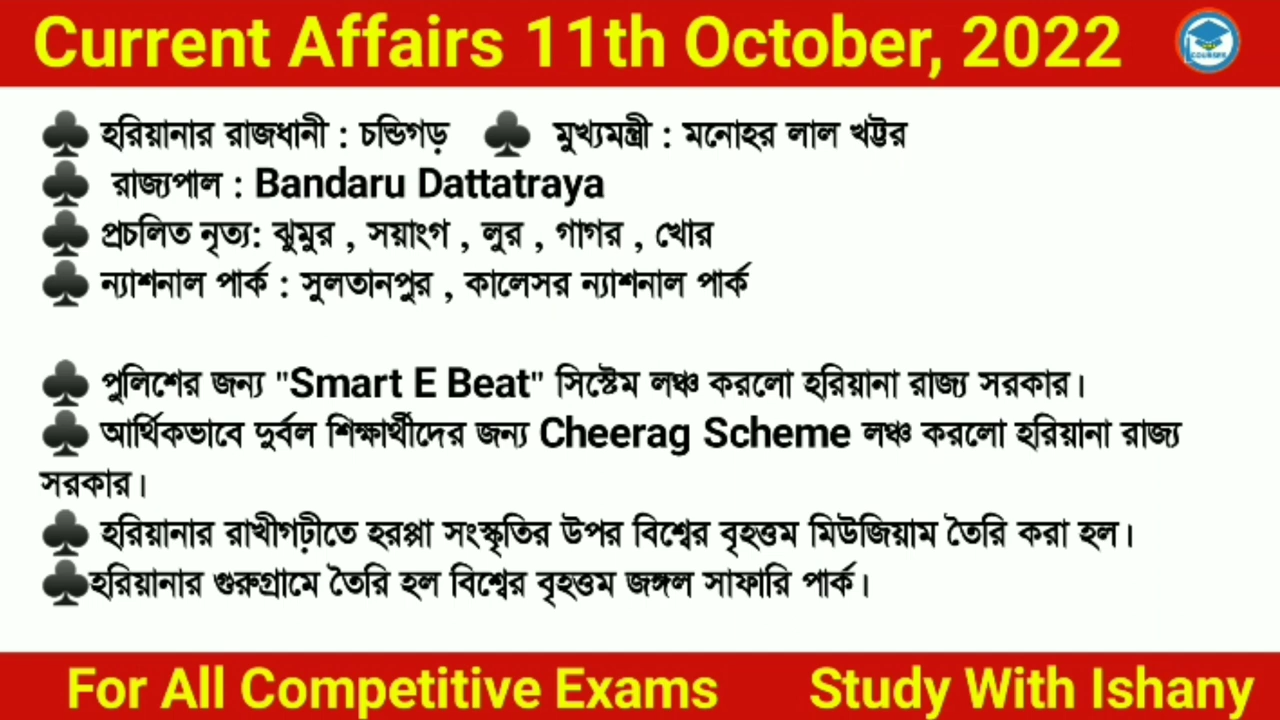 Current Affairs 11th October, 2022
COURSES
♣ হরিয়ানার রাজধানী : চন্ডিগড় ♣ মুখ্যমন্ত্রী : মনোহর লাল খট্টর
♣ রাজ্যপাল : Bandaru Dattatraya
♣ প্রচলিত নৃত্য: ঝুমুর , সয়াংগ , লুর , গাগর , খোর
♣ ন্যাশনাল পার্ক : সুলতানপুর , কালেসর ন্যাশনাল পার্ক
♣ পুলিশের জন্য "Smart E Beat" সিস্টেম লঞ্চ করলো হরিয়ানা রাজ্য সরকার।
♣ আর্থিকভাবে দুর্বল শিক্ষার্থীদের জন্য Cheerag Scheme লঞ্চ করলো হরিয়ানা রাজ্য
সরকার।
♣ হরিয়ানার রাখীগঢ়ীতে হরপ্পা সংস্কৃতির উপর বিশ্বের বৃহত্তম মিউজিয়াম তৈরি করা হল।
♣হরিয়ানার গুরুগ্রামে তৈরি হল বিশ্বের বৃহত্তম জঙ্গল সাফারি পার্ক।
For All Competitive Exams Study With Ishany